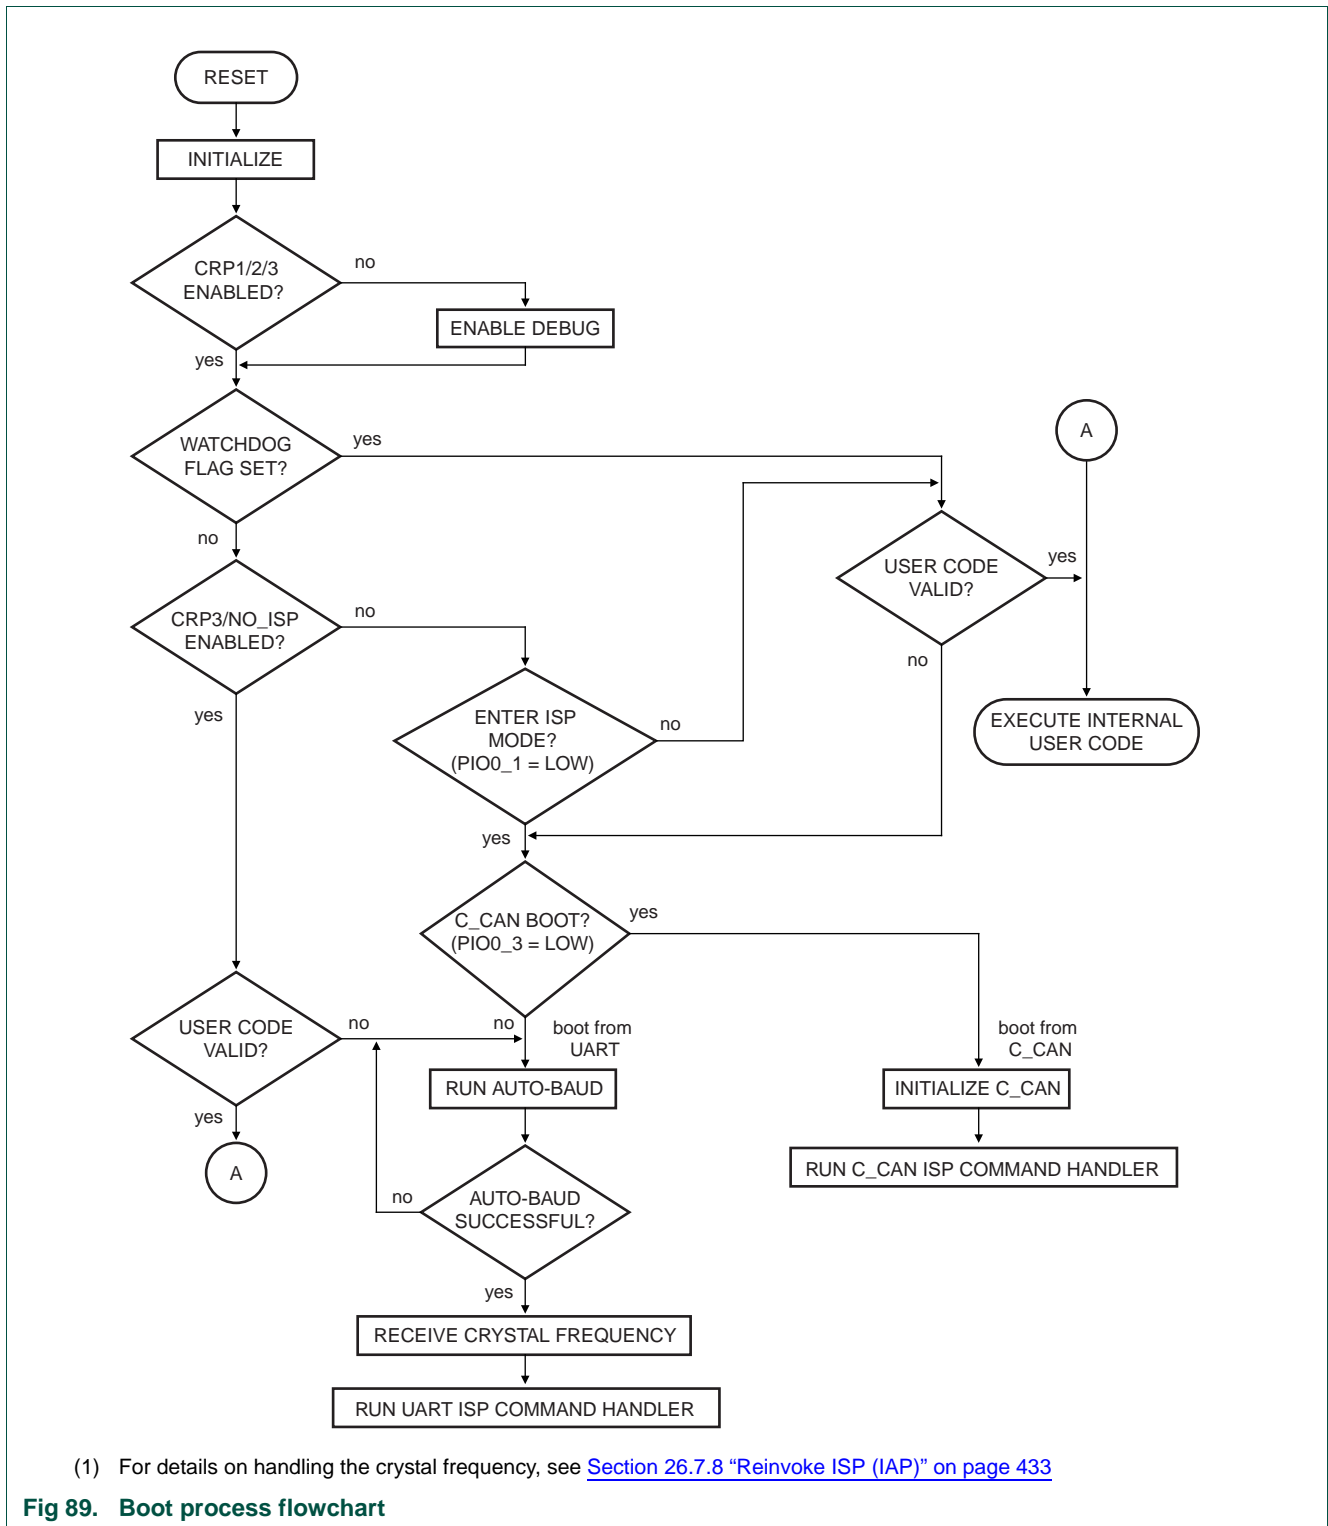 RESET
INITIALIZE
CRP1/2/3
ENABLED?
no
ENABLE DEBUG
yes
WATCHDOG
FLAG SET?
yes
A
no
USER CODE
VALID?
yes
no
CRP3/NO_ISP
ENABLED?
no
yes
ENTER ISP
MODE?
(PIO0_1 = LOW)
no
EXECUTE INTERNAL
USER CODE
yes
C_CAN BOOT?
(PIO0_3 = LOW)
yes
USER CODE
VALID?
no
no
boot from
UART
boot from
C_CAN
RUN AUTO-BAUD
INITIALIZE C_CAN
yes
A
RUN C_CAN ISP COMMAND HANDLER
no
AUTO-BAUD
SUCCESSFUL?
yes
RECEIVE CRYSTAL FREQUENCY
RUN UART ISP COMMAND HANDLER
(1) For details on handling the crystal frequency, see Section 26.7.8 “Reinvoke ISP (IAP)” on page 433
Fig 89. Boot process flowchart